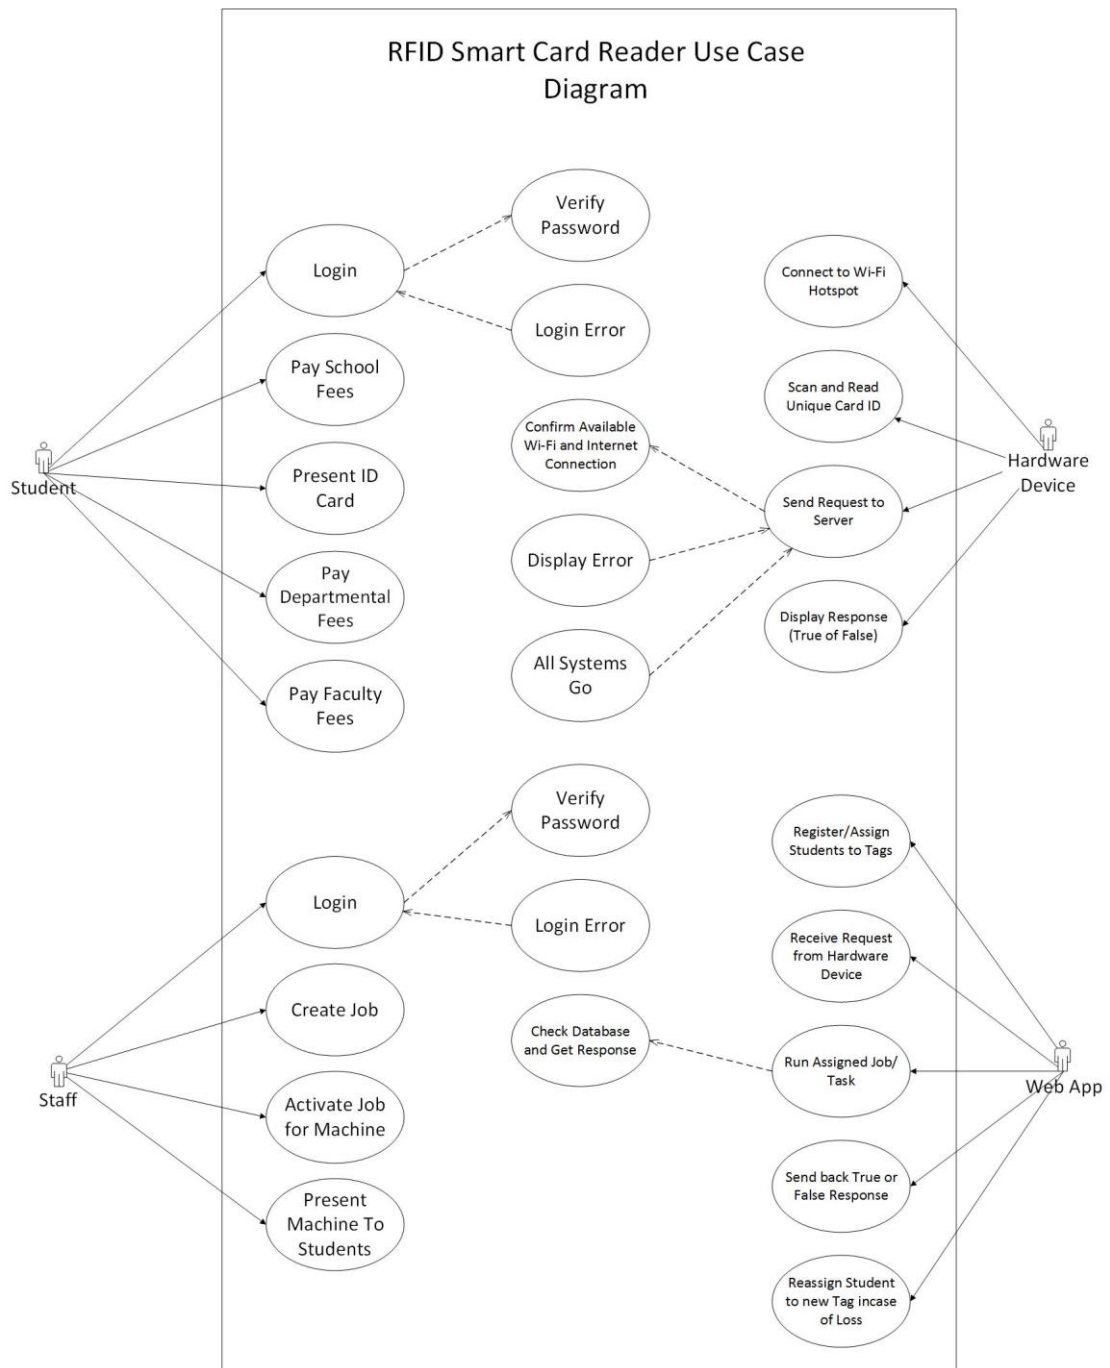 RFID Smart Card Reader Use Case
Diagram
Verify
Password
Login
Connect to Wi-Fi
Hotspot
Login Error
Pay School
Fees
Scan and Read
Unique Card ID
Confirm Available
Wi-Fi and Internet
Connection
Student
Present ID
Card
Hardware
Device
Send Request to
Server
Display Error
Pay
Departmental
Fees
Display Response
(True of False)
All Systems
Go
Pay Faculty
Fees
Verify
Password
Register/Assign
Students to Tags
Login
Login Error
Receive Request
from Hardware
Device
Create Job
Check Database
and Get Response
Run Assigned Job/
Task
Staff
Web App
Activate Job
for Machine
Send back True or
False Response
Present
Machine To
Students
Reassign Student
to new Tag incase
of Loss